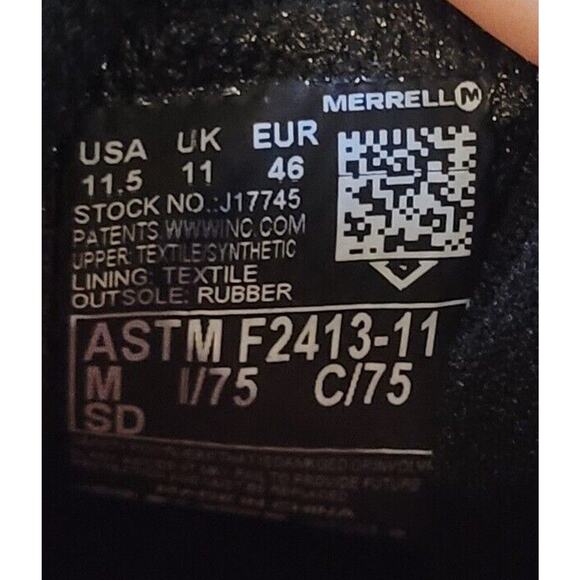 MERRELL M
USA UK EUR
11.5 11 46
STOCK NO.:J17745
PATENTS WWWINC.COM
UPPER: TEXTILE/SYNTHETIC
LINING: TEXTILE
OUTSOLE: RUBBER
ASTM F2413-11
M I/75 C/75
SD